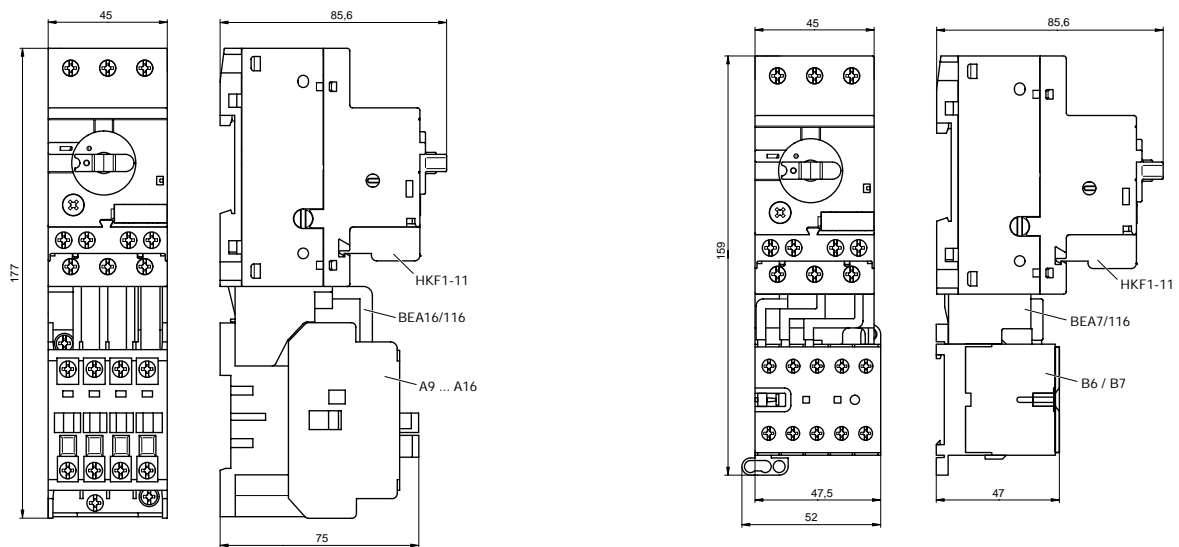 45
85,6
177
HKF1-11
BEA16/116
A9 ... A16
75
45
85,6
159
HKF1-11
BEA7/116
B6 / B7
47,5
47
52